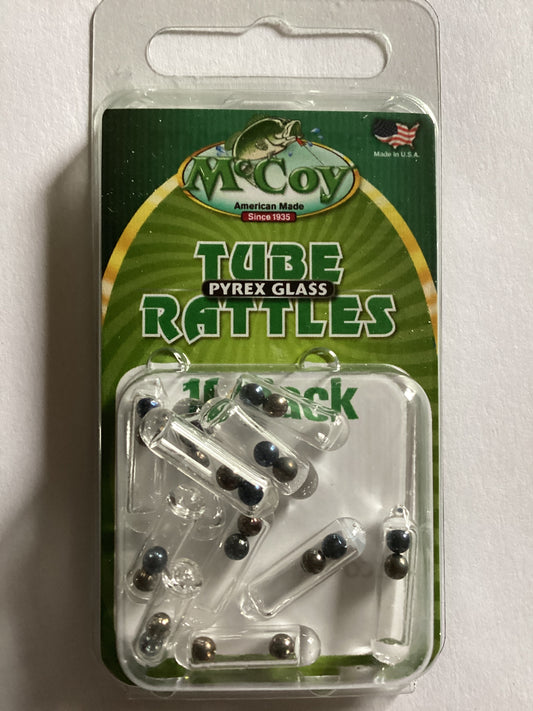 McCoy
Made in U.S.A.
American Made
Since 1935
TUBE
PYREX GLASS
RATTLES